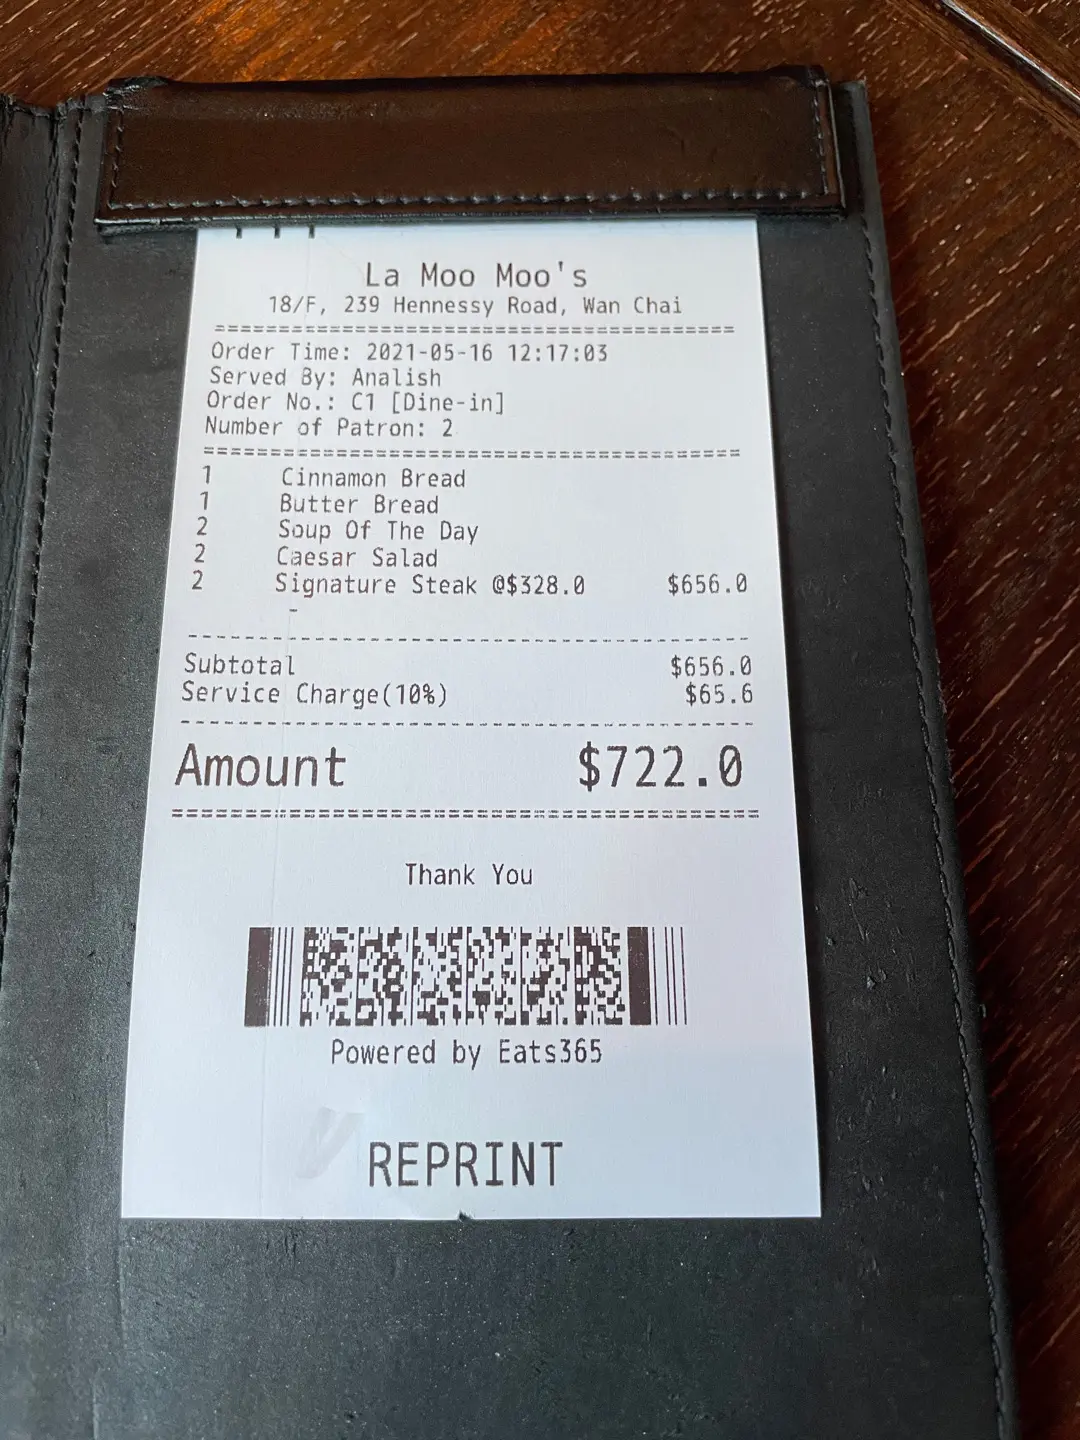 La Moo Moo's
18/F, 239 Hennessy Road, Wan Chai
========================================
Order Time: 2021-05-16 12:17:03
Served By: Analish
Order No.: C1 [Dine-in]
Number of Patron: 2
========================================
1 Cinnamon Bread
1 Butter Bread
2 Soup Of The Day
2 Caesar Salad
2 Signature Steak @$328.0 $656.0
-
----------------------------------------
Subtotal $656.0
Service Charge(10%) $65.6
----------------------------------------
Amount $722.0
========================================
Thank You
Powered by Eats365
REPRINT